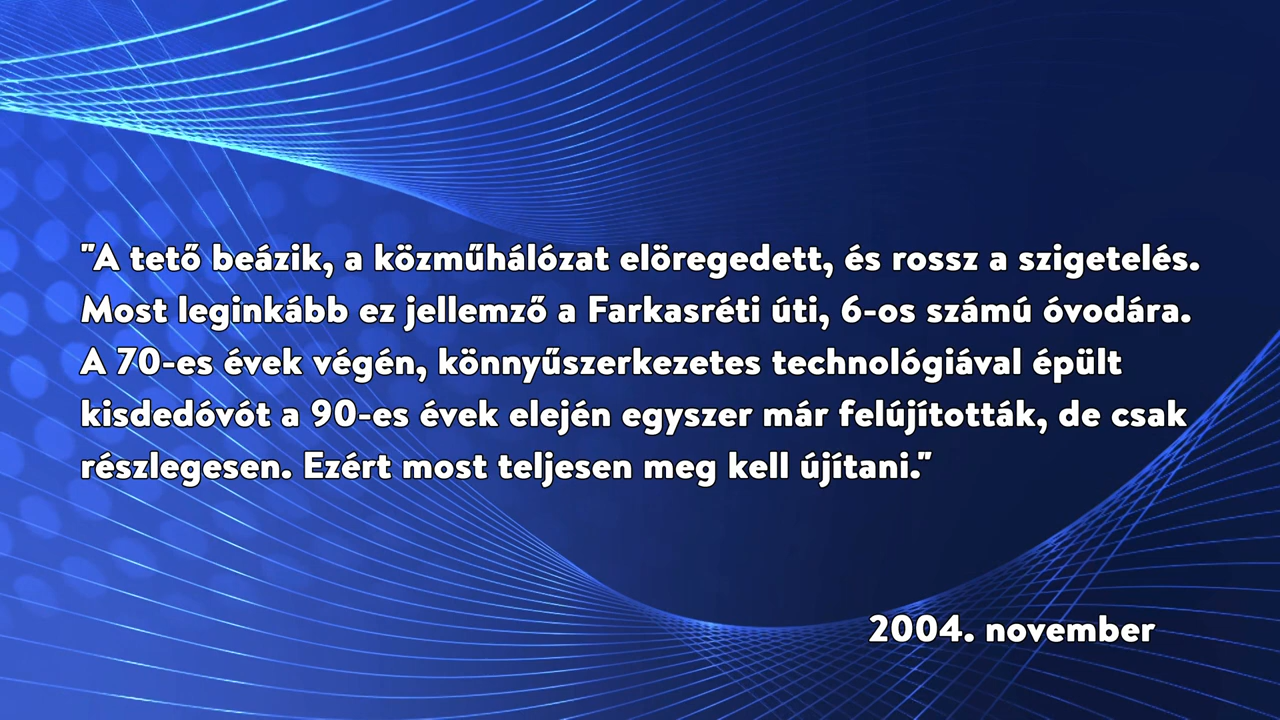 "A tető beázik, a közműhálózat elöregedett, és rossz a szigetelés.
Most leginkább ez jellemző a Farkasréti úti, 6-os számú óvodára.
A 70-es évek végén, könnyűszerkezetes technológiával épült
kisdedóvót a 90-es évek elején egyszer már felújították, de csak
részlegesen. Ezért most teljesen meg kell újítani."
2004. november